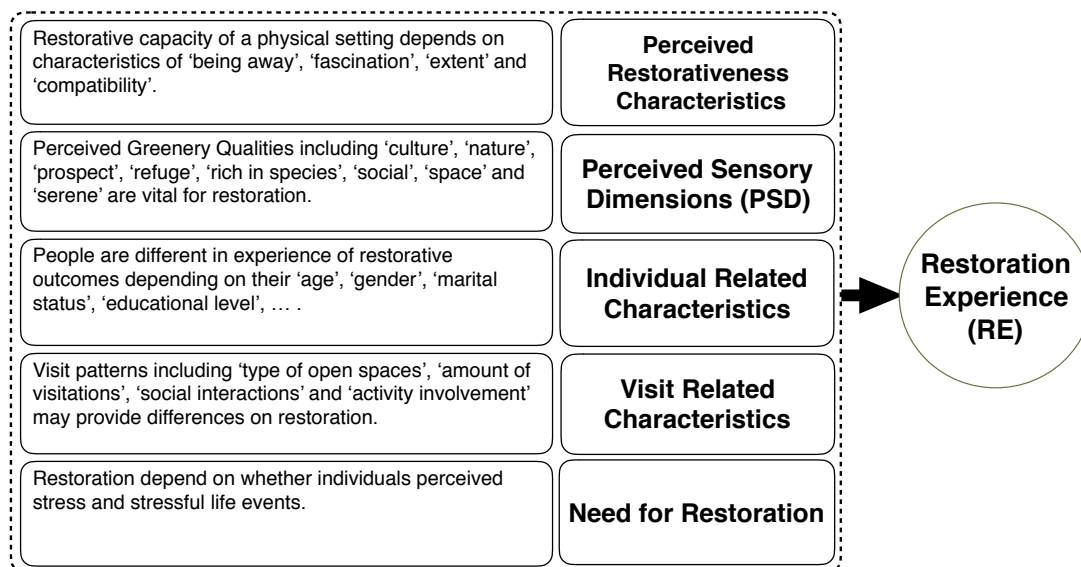 Restorative capacity of a physical setting depends on
characteristics of ‘being away’, ‘fascination’, ‘extent’ and
‘compatibility’.
Perceived
Restorativeness
Characteristics
Perceived Greenery Qualities including ‘culture’, ‘nature’,
‘prospect’, ‘refuge’, ‘rich in species’, ‘social’, ‘space’ and
‘serene’ are vital for restoration.
Perceived Sensory
Dimensions (PSD)
People are different in experience of restorative
outcomes depending on their ‘age’, ‘gender’, ‘marital
status’, ‘educational level’, … .
Individual Related
Characteristics
Visit patterns including ‘type of open spaces’, ‘amount of
visitations’, ‘social interactions’ and ‘activity involvement’
may provide differences on restoration.
Visit Related
Characteristics
Restoration depend on whether individuals perceived
stress and stressful life events.
Need for Restoration
Restoration
Experience
(RE)